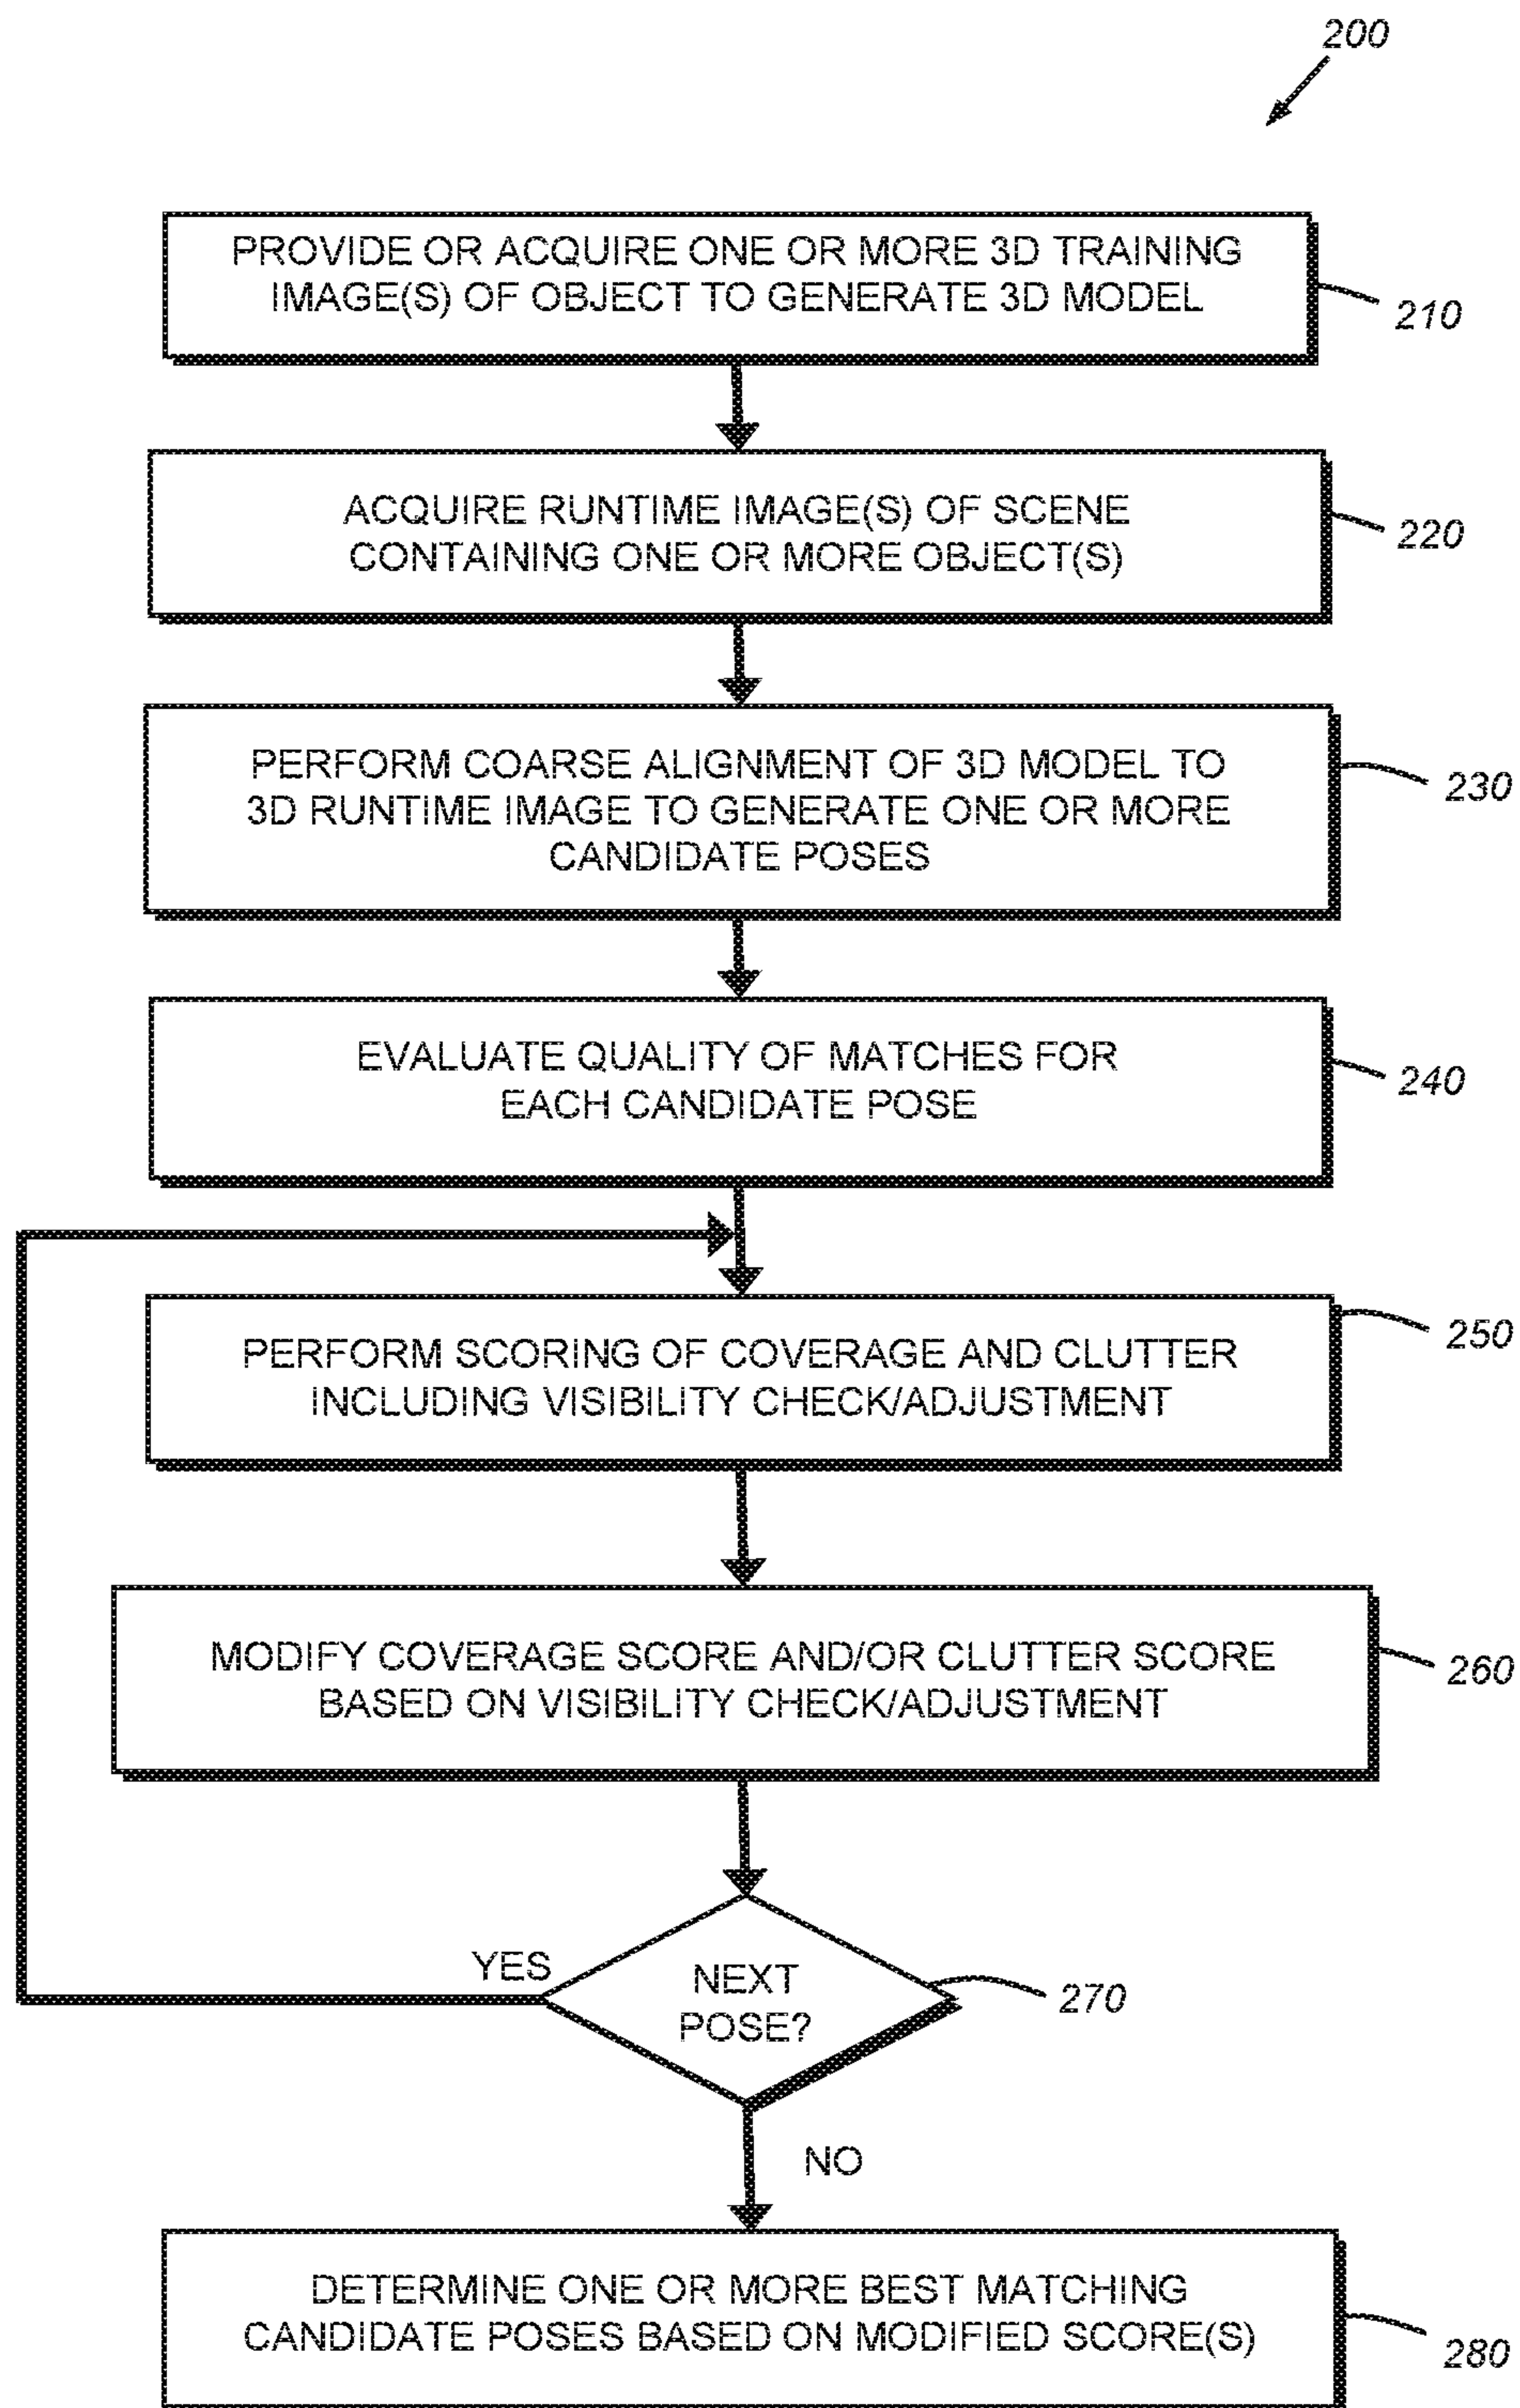 200
PROVIDE OR ACQUIRE ONE OR MORE 3D TRAINING
IMAGE(S) OF OBJECT TO GENERATE 3D MODEL
210
ACQUIRE RUNTIME IMAGE(S) OF SCENE
CONTAINING ONE OR MORE OBJECT(S)
220
PERFORM COARSE ALIGNMENT OF 3D MODEL TO
3D RUNTIME IMAGE TO GENERATE ONE OR MORE
CANDIDATE POSES
230
EVALUATE QUALITY OF MATCHES FOR
EACH CANDIDATE POSE
240
PERFORM SCORING OF COVERAGE AND CLUTTER
INCLUDING VISIBILITY CHECK/ADJUSTMENT
250
MODIFY COVERAGE SCORE AND/OR CLUTTER SCORE
BASED ON VISIBILITY CHECK/ADJUSTMENT
260
YES
NEXT
POSE?
270
NO
DETERMINE ONE OR MORE BEST MATCHING
CANDIDATE POSES BASED ON MODIFIED SCORE(S)
280